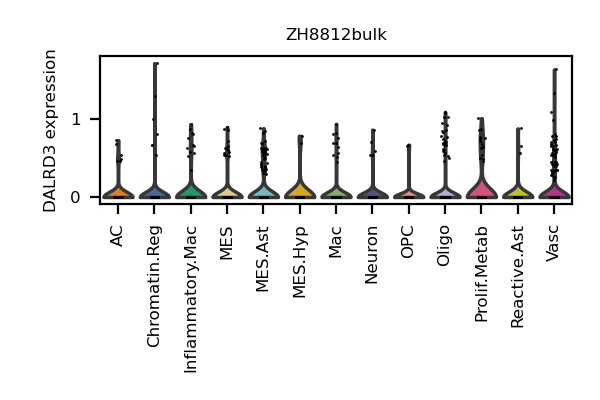 ZH8812bulk
DALRD3 expression
1
0
AC
Chromatin.Reg
Inflammatory.Mac
MES
MES.Ast
MES.Hyp
Mac
Neuron
OPC
Oligo
Prolif.Metab
Reactive.Ast
Vasc